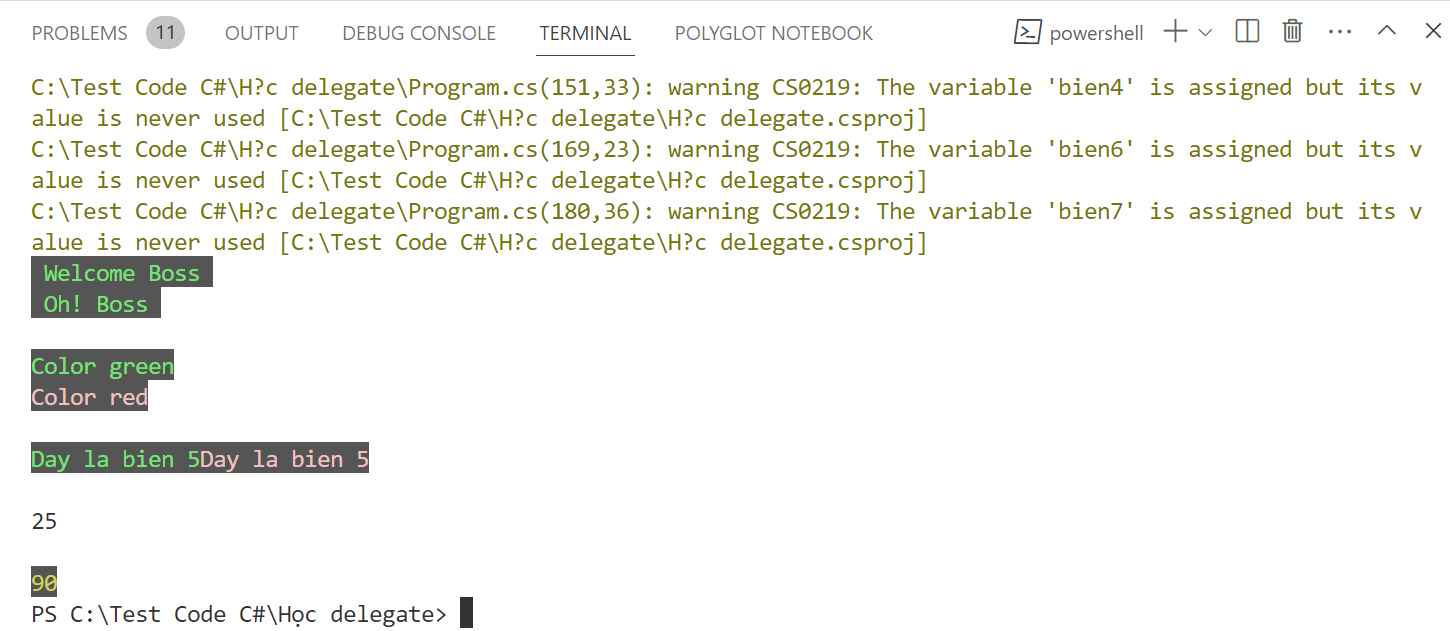 PROBLEMS 11 OUTPUT DEBUG CONSOLE TERMINAL POLYGLOT NOTEBOOK powershell
C:\Test Code C#\H?c delegate\Program.cs(151,33): warning CS0219: The variable 'bien4' is assigned but its v
alue is never used [C:\Test Code C#\H?c delegate\H?c delegate.csproj]
C:\Test Code C#\H?c delegate\Program.cs(169,23): warning CS0219: The variable 'bien6' is assigned but its v
alue is never used [C:\Test Code C#\H?c delegate\H?c delegate.csproj]
C:\Test Code C#\H?c delegate\Program.cs(180,36): warning CS0219: The variable 'bien7' is assigned but its v
alue is never used [C:\Test Code C#\H?c delegate\H?c delegate.csproj]
Welcome Boss
Oh! Boss
Color green
Color red
Day la bien 5Day la bien 5
25
90
PS C:\Test Code C#\Học delegate>